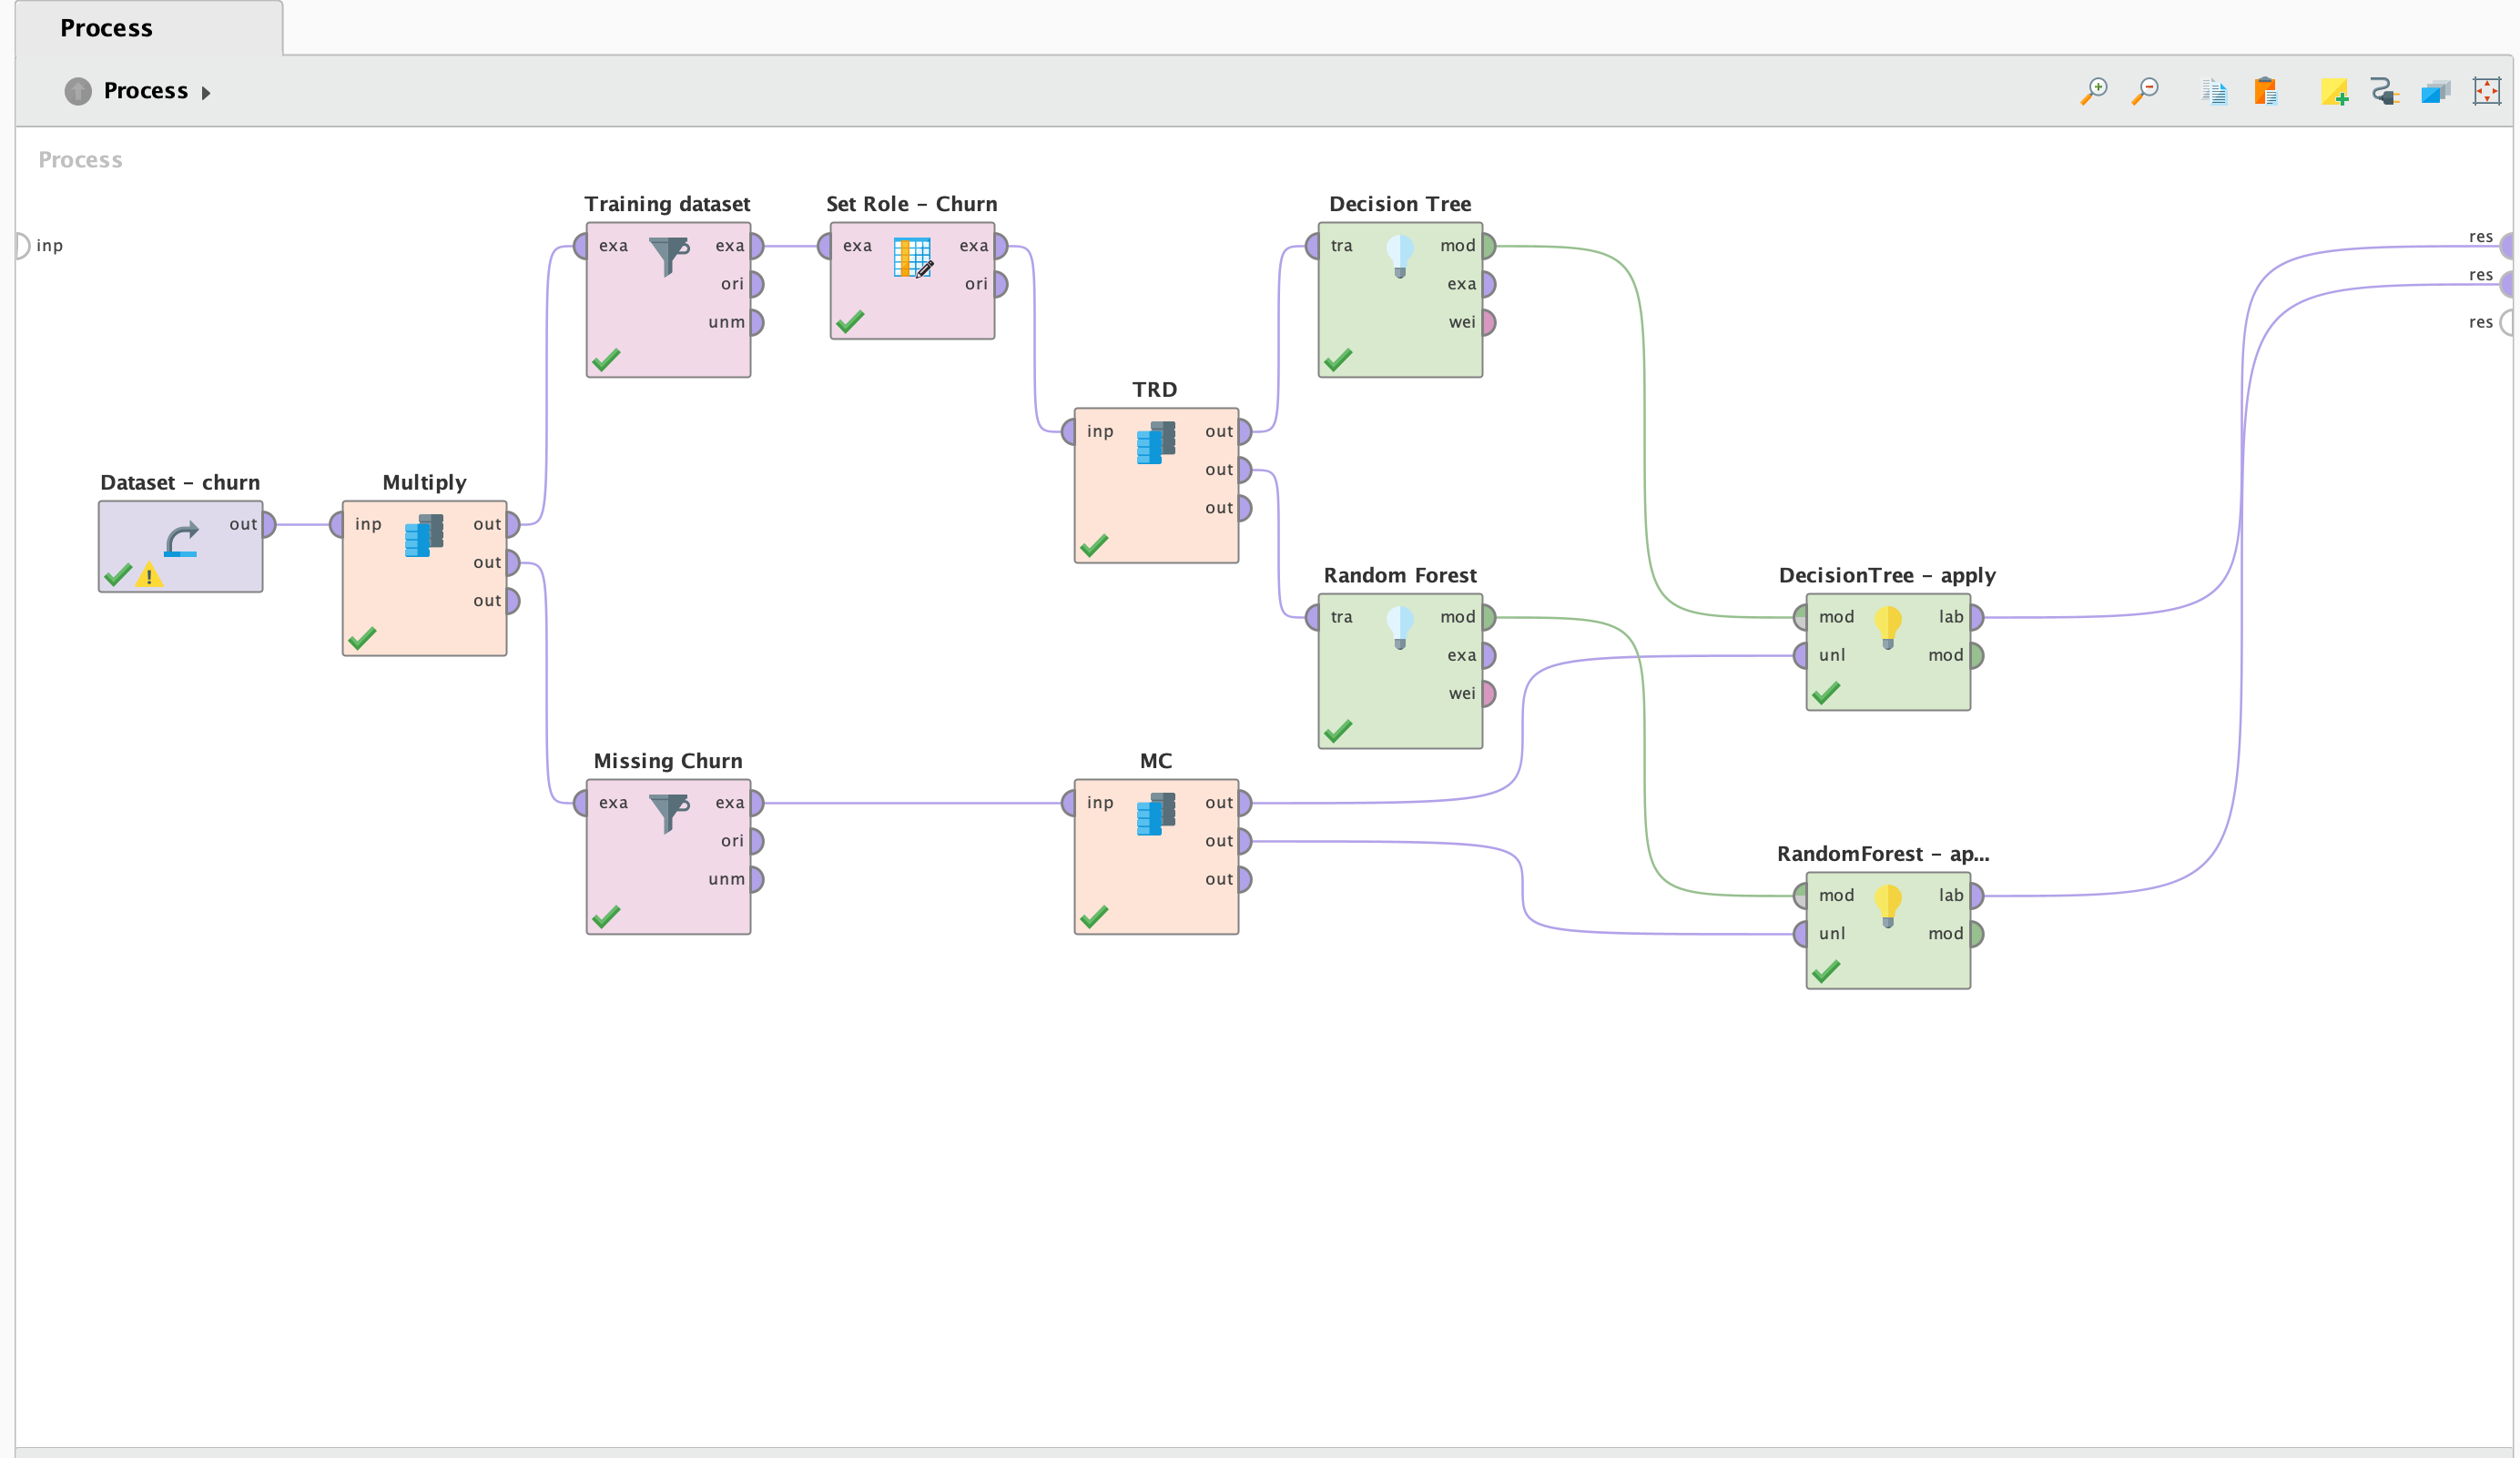 Process
Process
Process
inp
Training dataset
exa exa
ori
unm
Set Role – Churn
exa exa
ori
Decision Tree
tra mod
exa
wei
res
res
res
TRD
inp out
out
out
Dataset – churn
out
Multiply
inp out
out
out
Random Forest
tra mod
exa
wei
DecisionTree – apply
mod lab
unl mod
Missing Churn
exa exa
ori
unm
MC
inp out
out
out
RandomForest – ap...
mod lab
unl mod